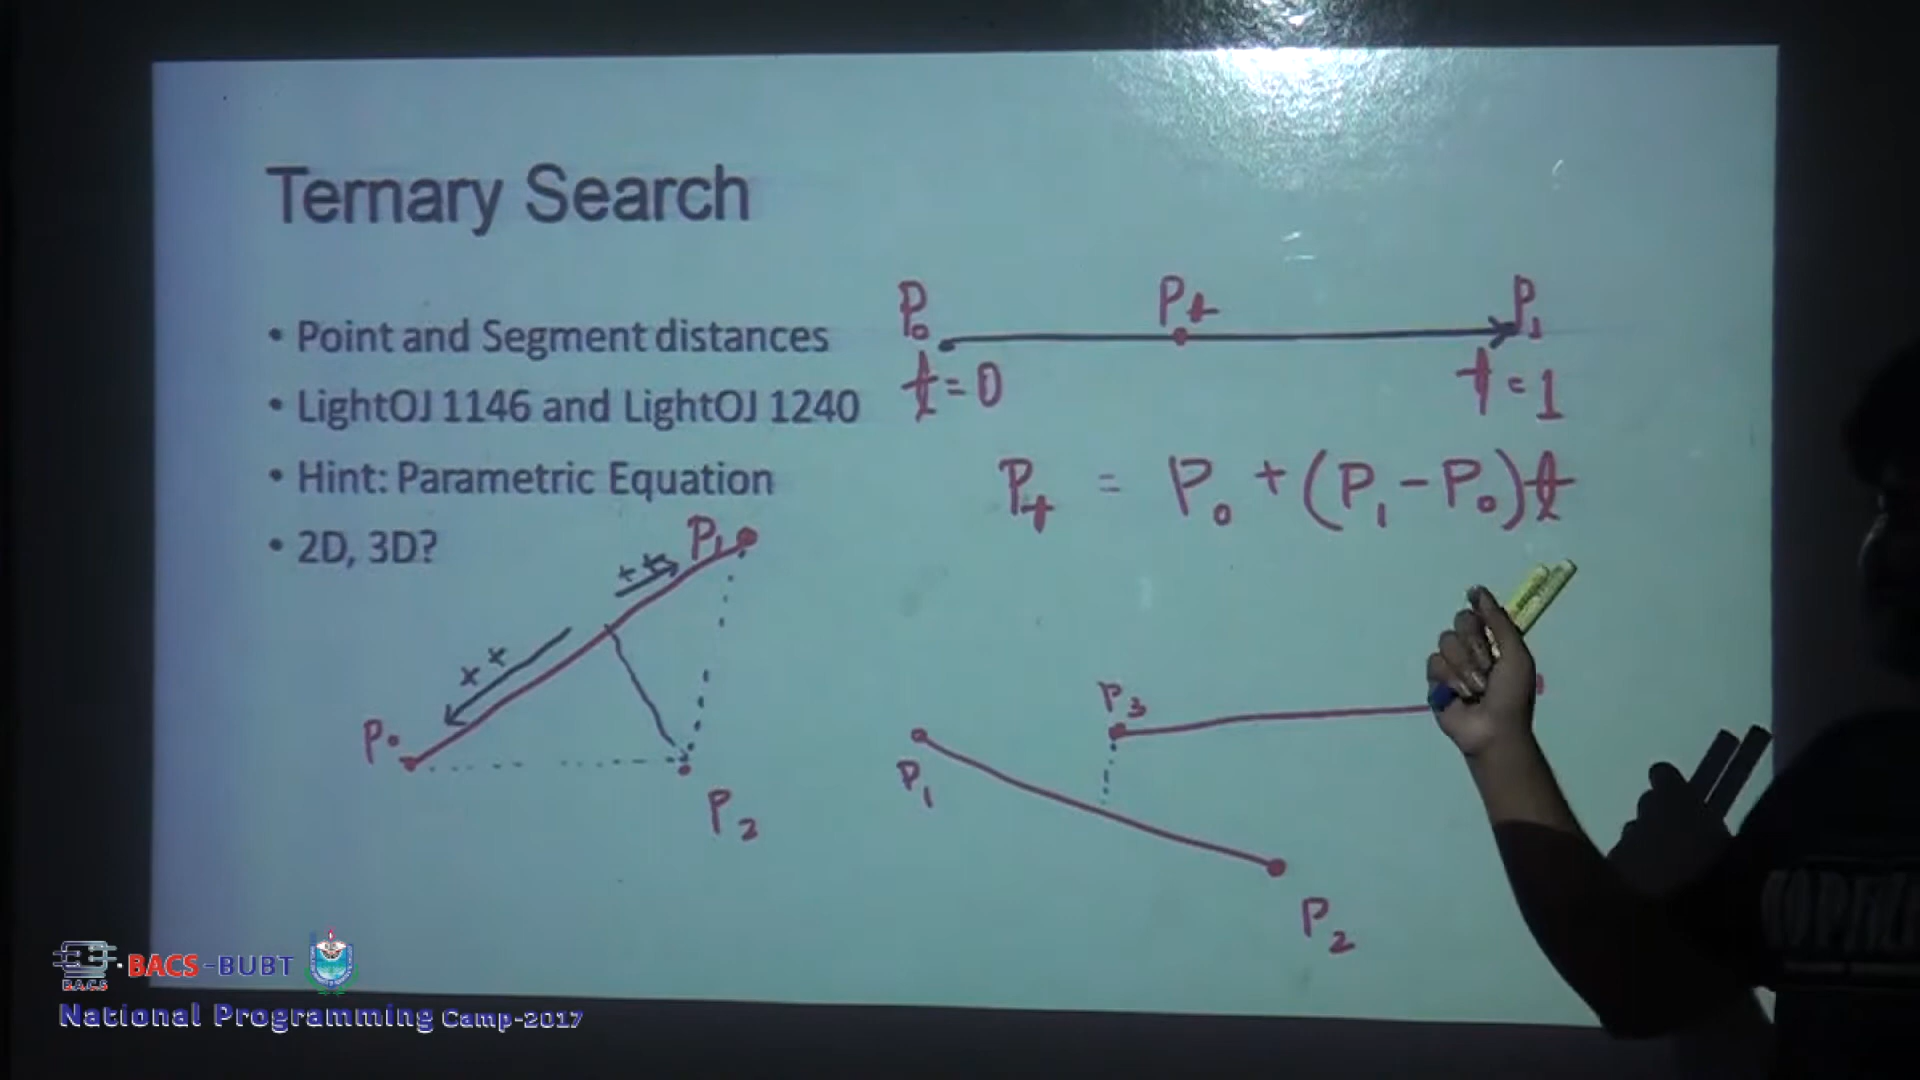 Ternary Search
• Point and Segment distances
• LightOJ 1146 and LightOJ 1240
• Hint: Parametric Equation
• 2D, 3D?
P₀ Pt P₁
t=0 t=1
Pt = P₀ + (P₁ - P₀)t
P₁
++
××
P₀
P₂
P₃
P₁
P₂
B.A.C.S
BACS-BUBT
National Programming Camp-2017